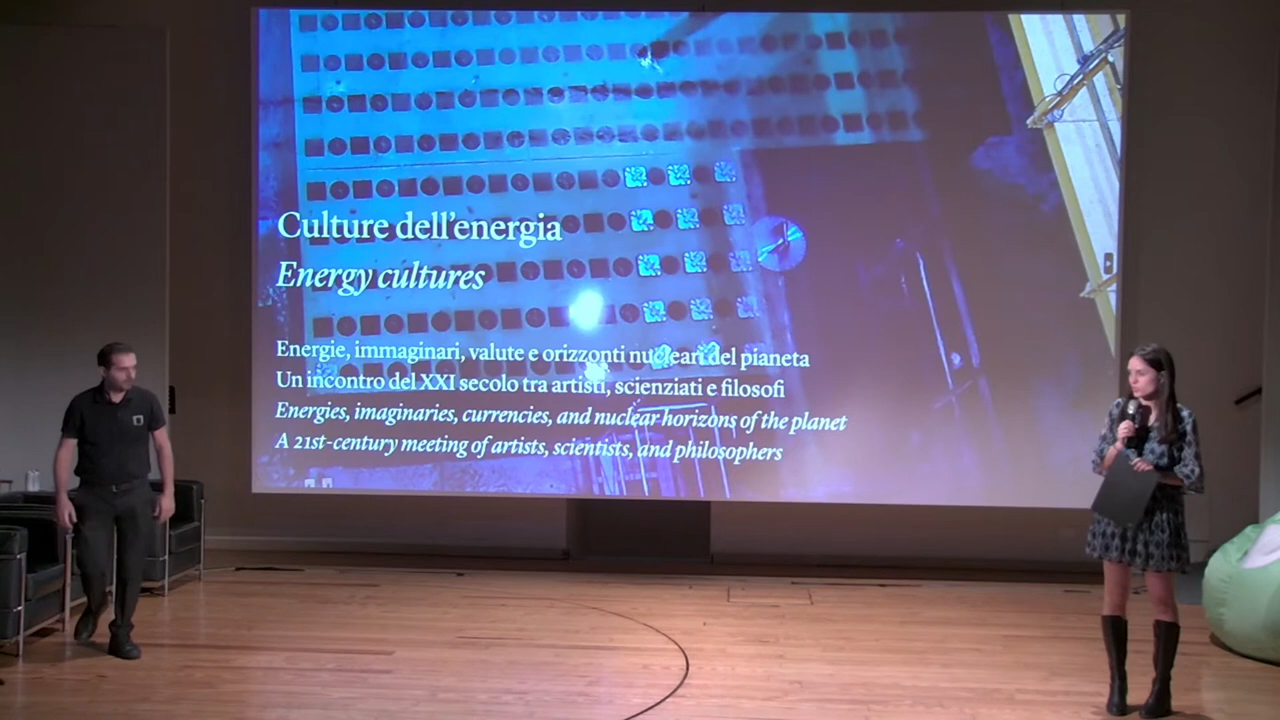 Culture dell'energia
Energy cultures
Energie, immaginari, valute e orizzonti nucleari del pianeta
Un incontro del XXI secolo tra artisti, scienziati e filosofi
Energies, imaginaries, currencies, and nuclear horizons of the planet
A 21st-century meeting of artists, scientists, and philosophers